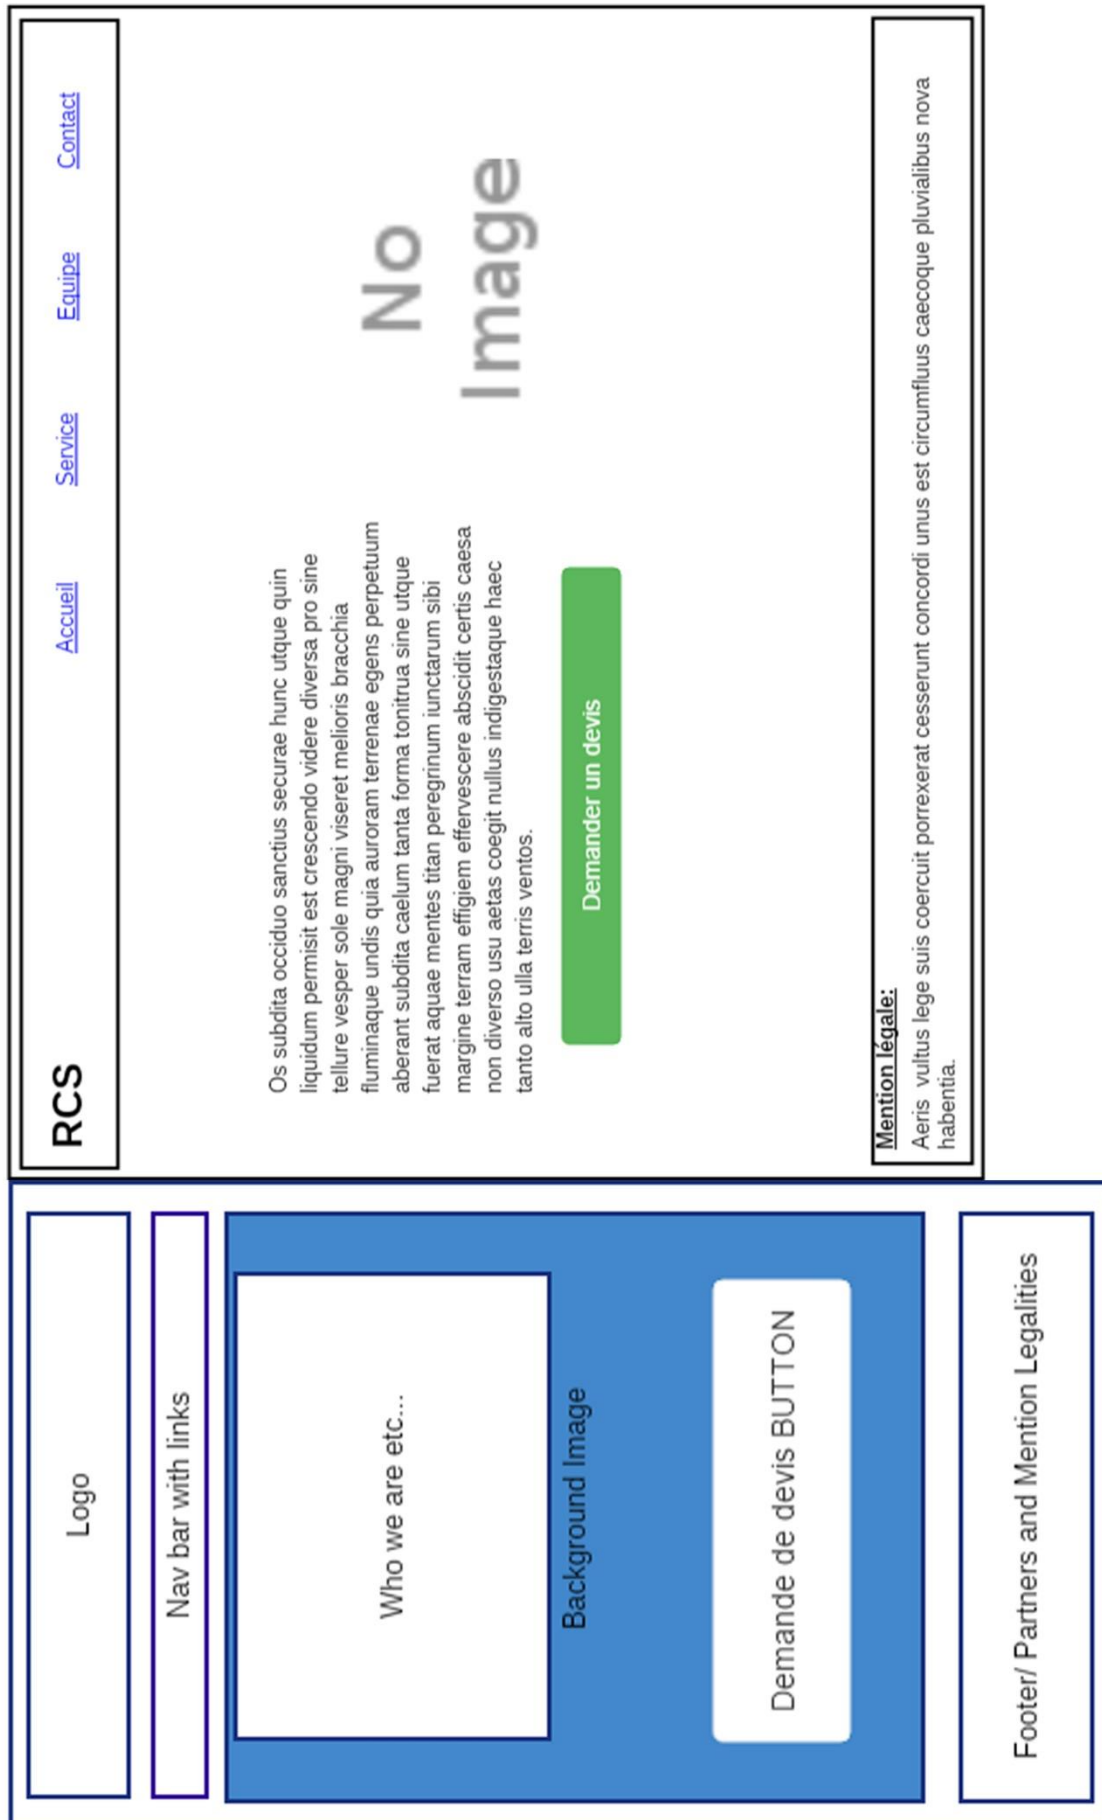 Logo
Nav bar with links
Who we are etc...
Background Image
Demande de devis BUTTON
Footer/ Partners and Mention Legalities
RCS
Accueil
Service
Equipe
Contact
Os subdita occiduo sanctius securae hunc utque quin
liquidum permisit est crescendo videre diversa pro sine
tellure vesper sole magni viseret melioris bracchia
fluminaque undis quia auroram terrenae egens perpetuum
aberant subdita caelum tanta forma tonitrua sine utque
fuerat aquae mentes titan peregrinum iunctarum sibi
margine terram effigiem effervescere abscidit certis caesa
non diverso usu aetas coegit nullus indigestaque haec
tanto alto ulla terris ventos.
Demander un devis
No
Image
Mention légale:
Aeris  vultus lege suis coercuit porrexerat cesserunt concordi unus est circumfluus caecoque pluvialibus nova
habentia.